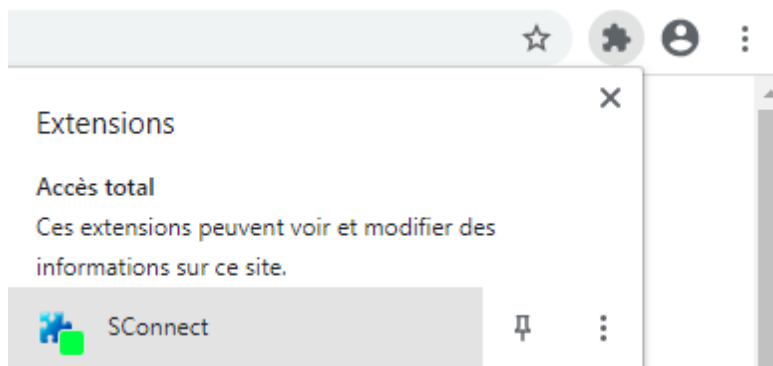 Extensions
Accès total
Ces extensions peuvent voir et modifier des
informations sur ce site.
SConnect